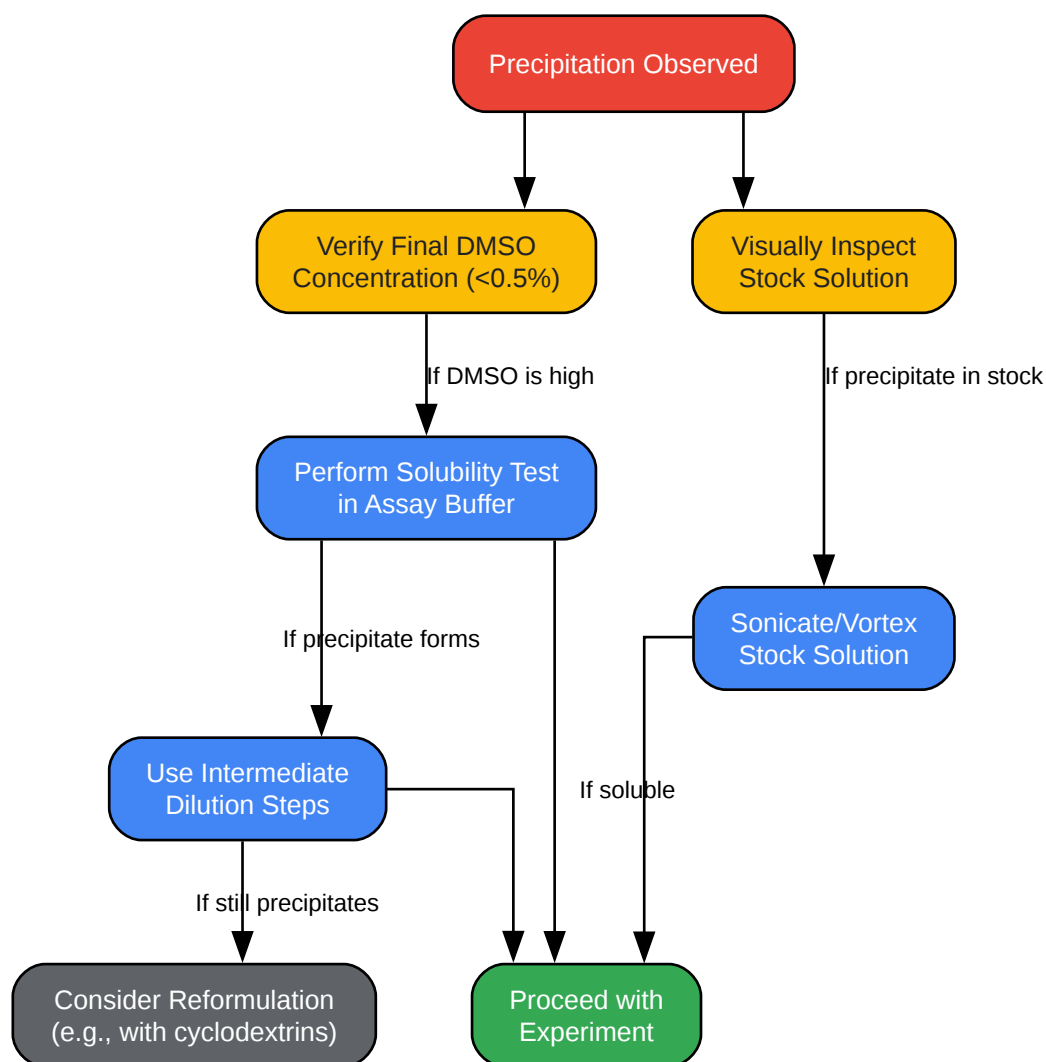 Precipitation Observed
Verify Final DMSO
Concentration (<0.5%)
Visually Inspect
Stock Solution
If DMSO is high
If precipitate in stock
Perform Solubility Test
in Assay Buffer
If precipitate forms
Sonicate/Vortex
Stock Solution
Use Intermediate
Dilution Steps
If soluble
If still precipitates
Consider Reformulation
(e.g., with cyclodextrins)
Proceed with
Experiment